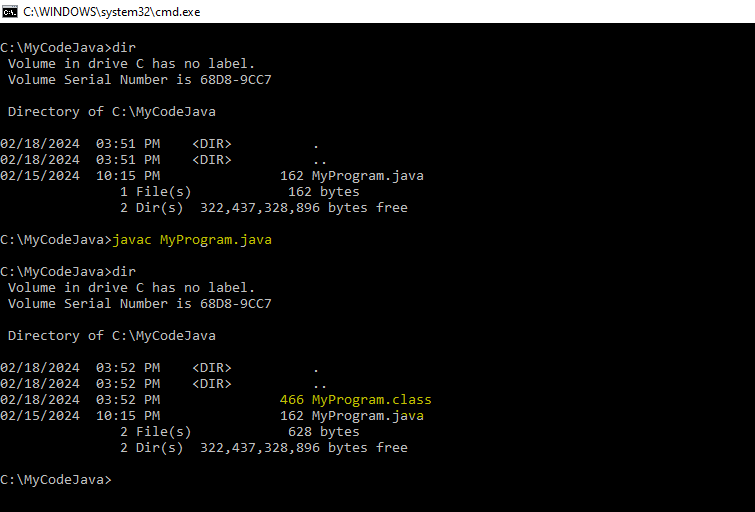 C:\WINDOWS\system32\cmd.exe
C:\MyCodeJava>dir
 Volume in drive C has no label.
 Volume Serial Number is 68D8-9CC7
 Directory of C:\MyCodeJava
02/18/2024  03:51 PM    <DIR>          .
02/18/2024  03:51 PM    <DIR>          ..
02/15/2024  10:15 PM               162 MyProgram.java
               1 File(s)            162 bytes
               2 Dir(s)  322,437,328,896 bytes free
C:\MyCodeJava>javac MyProgram.java
C:\MyCodeJava>dir
 Volume in drive C has no label.
 Volume Serial Number is 68D8-9CC7
 Directory of C:\MyCodeJava
02/18/2024  03:52 PM    <DIR>          .
02/18/2024  03:52 PM    <DIR>          ..
02/18/2024  03:52 PM               466 MyProgram.class
02/15/2024  10:15 PM               162 MyProgram.java
               2 File(s)            628 bytes
               2 Dir(s)  322,437,328,896 bytes free
C:\MyCodeJava>